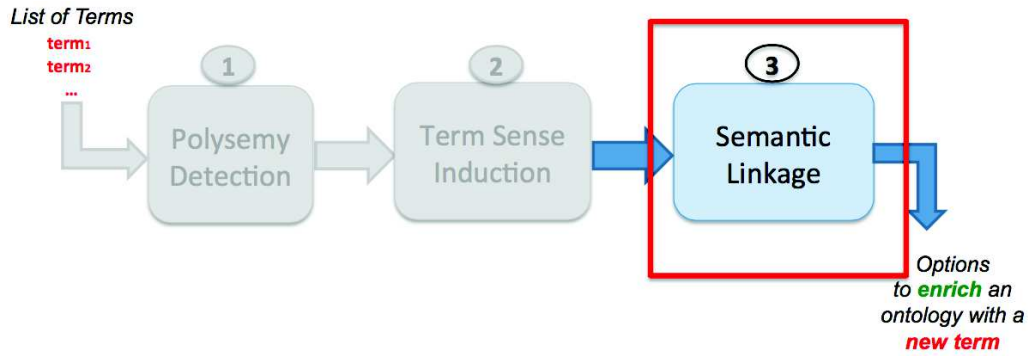 List of Terms
term1
term2
...
1
Polysemy
Detection
2
Term Sense
Induction
3
Semantic
Linkage
Options
to enrich an
ontology with a
new term